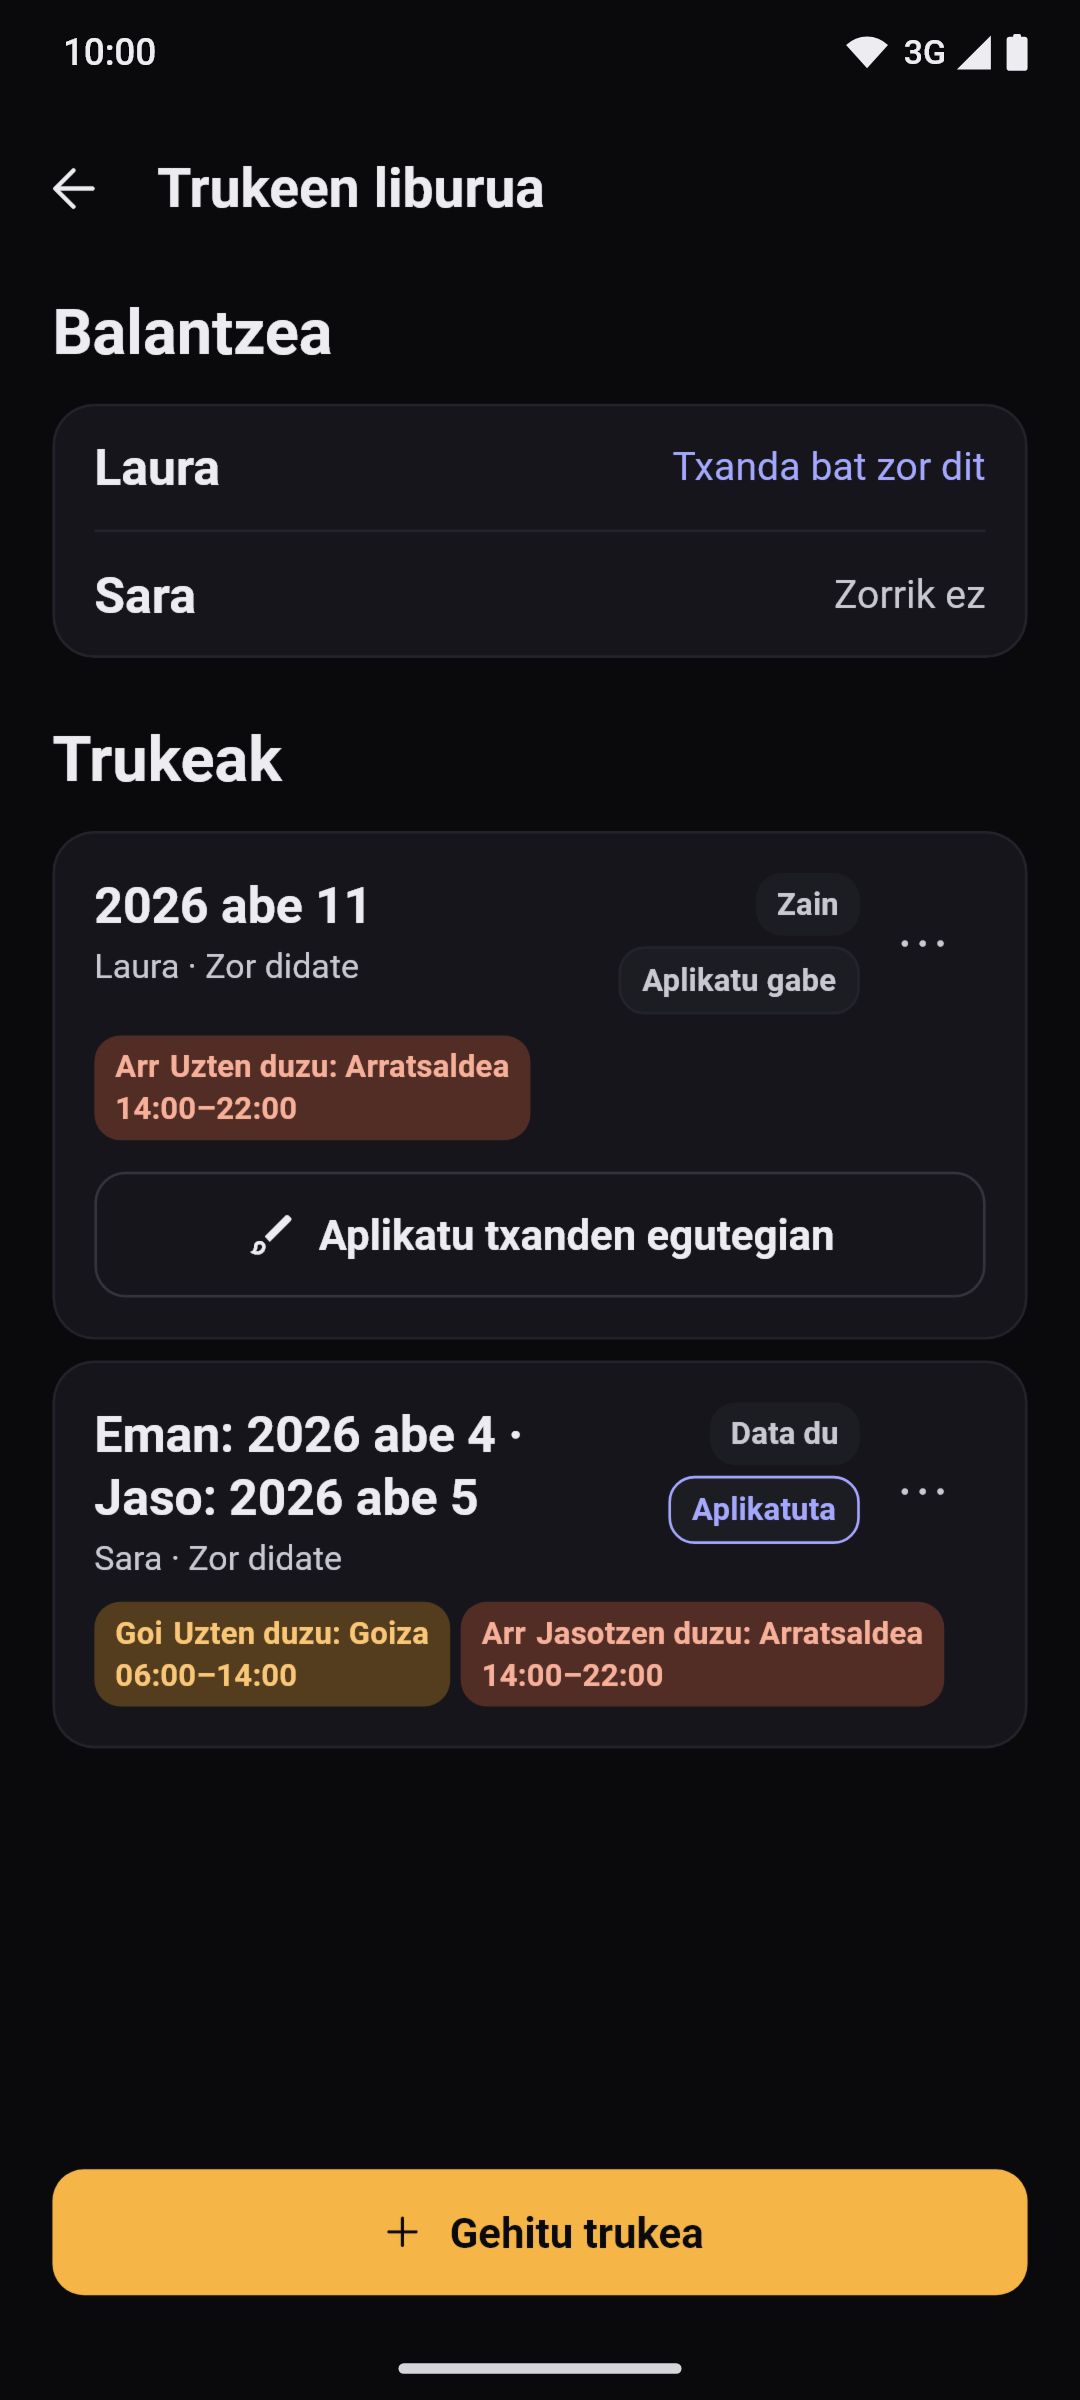 10:00
3G
Trukeen liburua
Balantzea
Laura
Txanda bat zor dit
Sara
Zorrik ez
Trukeak
2026 abe 11
Laura · Zor didate
Zain
Aplikatu gabe
Arr Uzten duzu: Arratsaldea
14:00–22:00
Aplikatu txanden egutegian
Eman: 2026 abe 4 ·
Jaso: 2026 abe 5
Sara · Zor didate
Data du
Aplikatuta
Goi Uzten duzu: Goiza
06:00–14:00
Arr Jasotzen duzu: Arratsaldea
14:00–22:00
Gehitu trukea